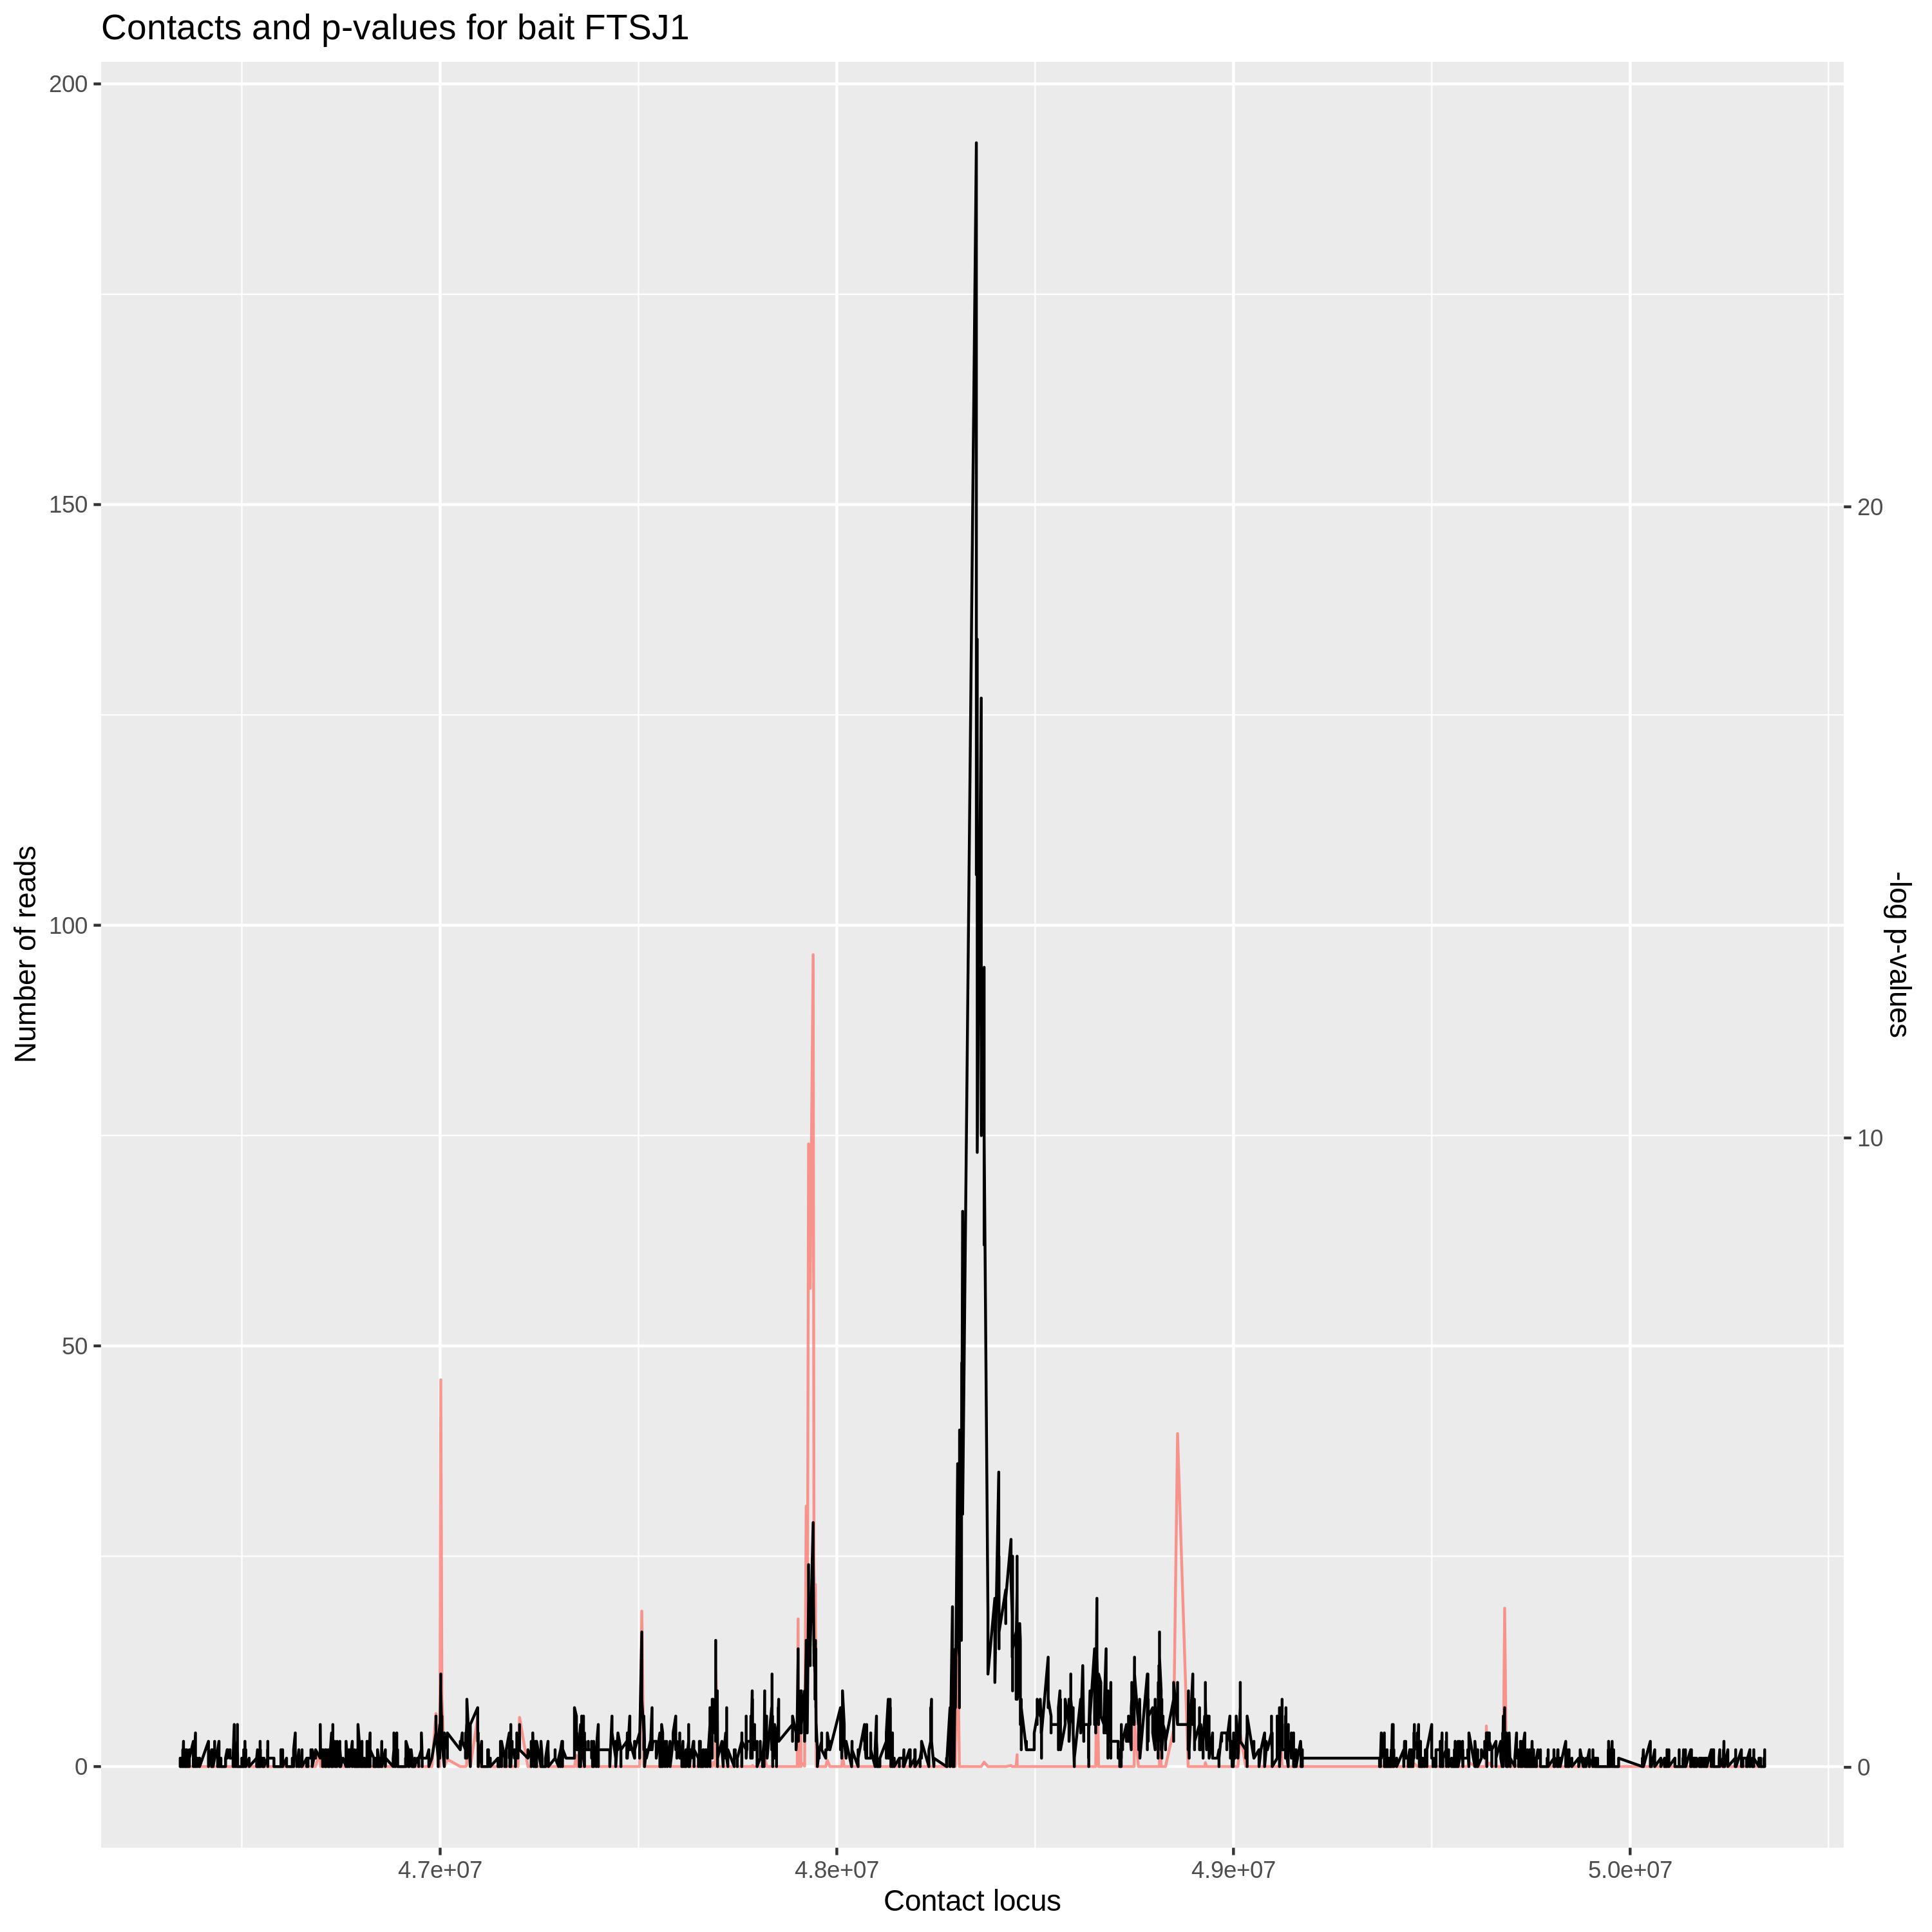 Contacts and p-values for bait FTSJ1
200
150
100
50
0
20
10
0
Number of reads
-log p-values
4.7e+07 4.8e+07 4.9e+07 5.0e+07
Contact locus